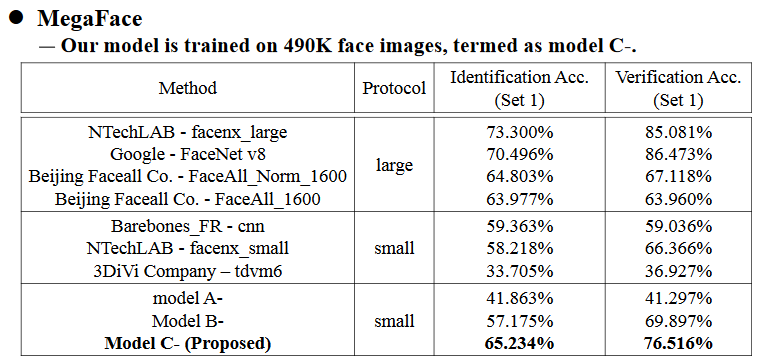 ● MegaFace
— Our model is trained on 490K face images, termed as model C-.
Method Protocol Identification Acc. (Set 1) Verification Acc. (Set 1)
NTechLAB - facenx_large 73.300% 85.081%
Google - FaceNet v8 70.496% 86.473%
large
Beijing Faceall Co. - FaceAll_Norm_1600 64.803% 67.118%
Beijing Faceall Co. - FaceAll_1600 63.977% 63.960%
Barebones_FR - cnn 59.363% 59.036%
NTechLAB - facenx_small small 58.218% 66.366%
3DiVi Company – tdvm6 33.705% 36.927%
model A- 41.863% 41.297%
Model B- small 57.175% 69.897%
Model C- (Proposed) 65.234% 76.516%